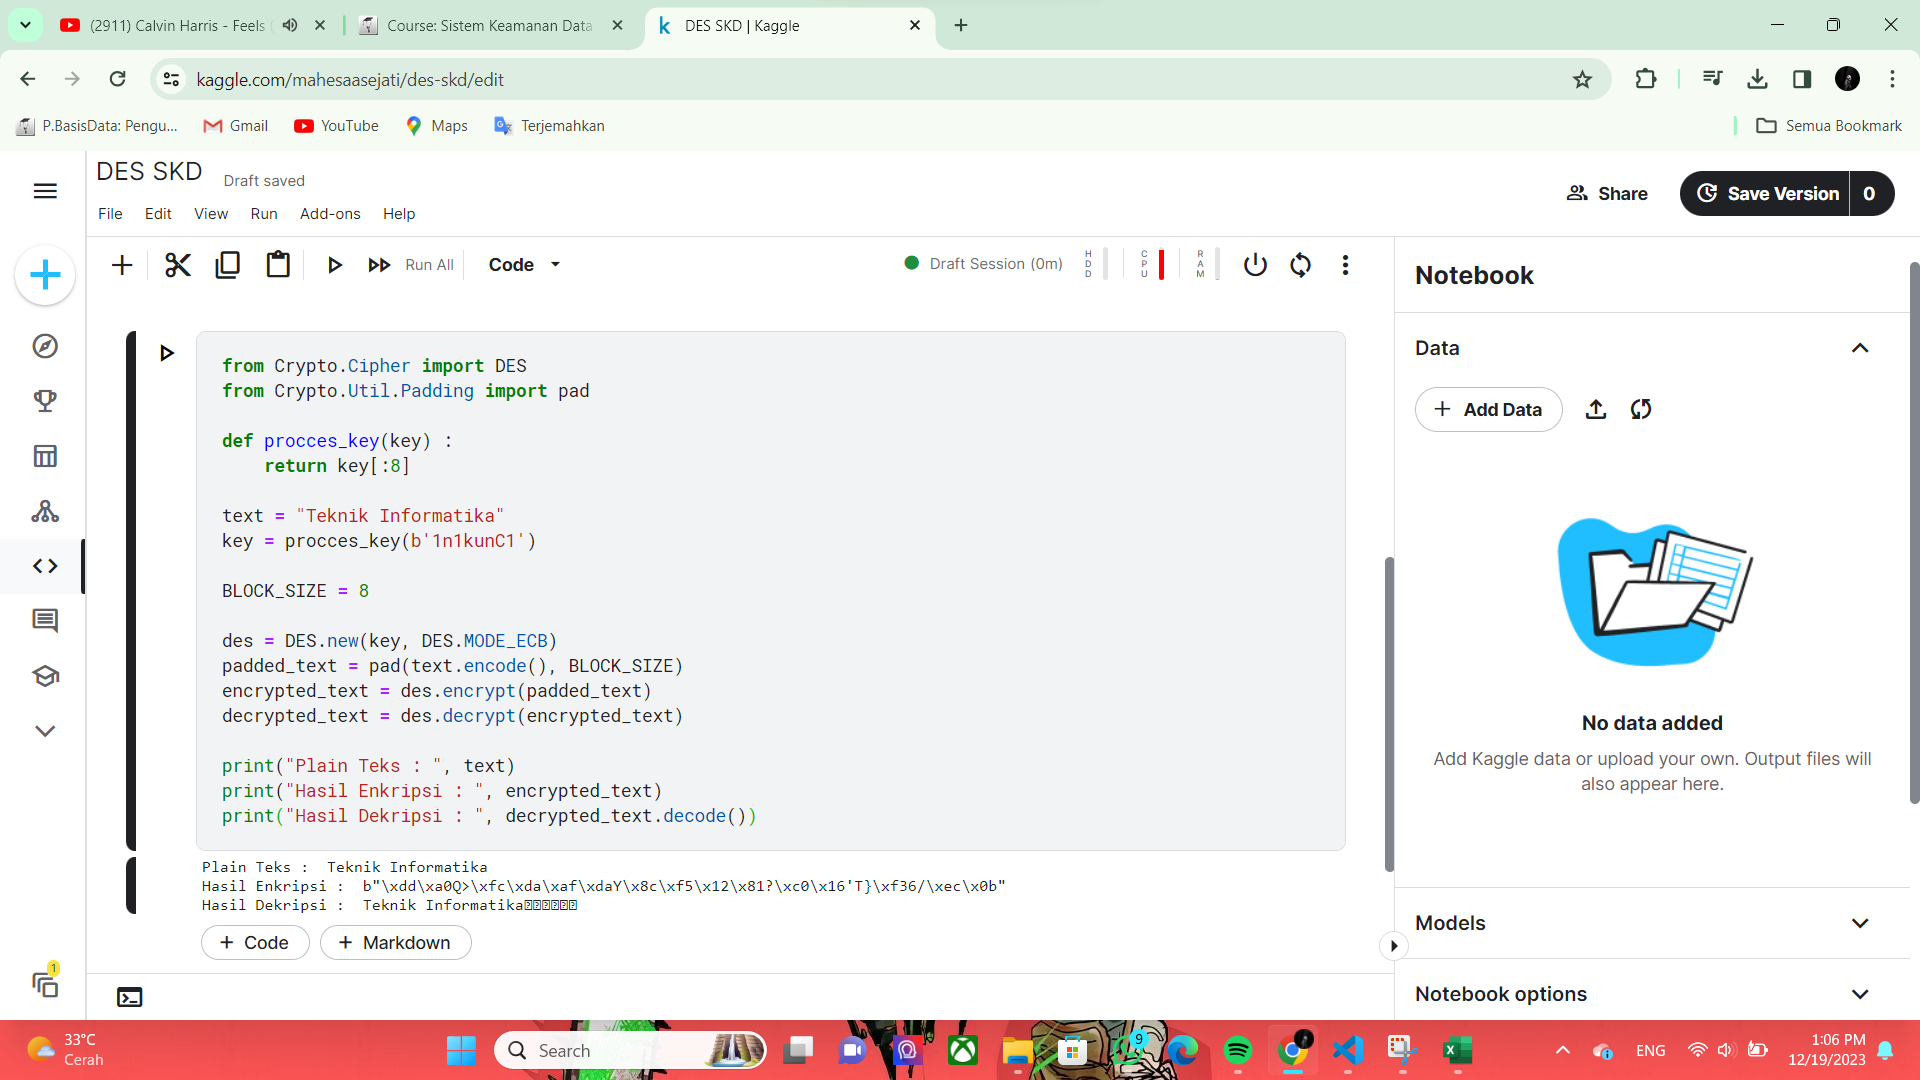 (2911) Calvin Harris - Feels
Course: Sistem Keamanan Data
DES SKD | Kaggle
kaggle.com/mahesaasejati/des-skd/edit
P.BasisData: Pengu...
Gmail
YouTube
Maps
Terjemahkan
Semua Bookmark
DES SKD
Draft saved
File Edit View Run Add-ons Help
Share
Save Version 0
Run All
Code
Draft Session (0m)
HDD
CPU
RAM
from Crypto.Cipher import DES
from Crypto.Util.Padding import pad
def procces_key(key) :
    return key[:8]
text = "Teknik Informatika"
key = procces_key(b'1n1kunC1')
BLOCK_SIZE = 8
des = DES.new(key, DES.MODE_ECB)
padded_text = pad(text.encode(), BLOCK_SIZE)
encrypted_text = des.encrypt(padded_text)
decrypted_text = des.decrypt(encrypted_text)
print("Plain Teks : ", text)
print("Hasil Enkripsi : ", encrypted_text)
print("Hasil Dekripsi : ", decrypted_text.decode())
Plain Teks :  Teknik Informatika
Hasil Enkripsi :  b"\xdd\xa0Q>\xfc\xda\xaf\xdaY\x8c\xf5\x12\x81?\xc0\x16'T}\xf36/\xec\x0b"
Hasil Dekripsi :  Teknik Informatika
+ Code
+ Markdown
Notebook
Data
+ Add Data
No data added
Add Kaggle data or upload your own. Output files will
also appear here.
Models
Notebook options
1
33°C
Cerah
Search
9
ENG
1:06 PM
12/19/2023